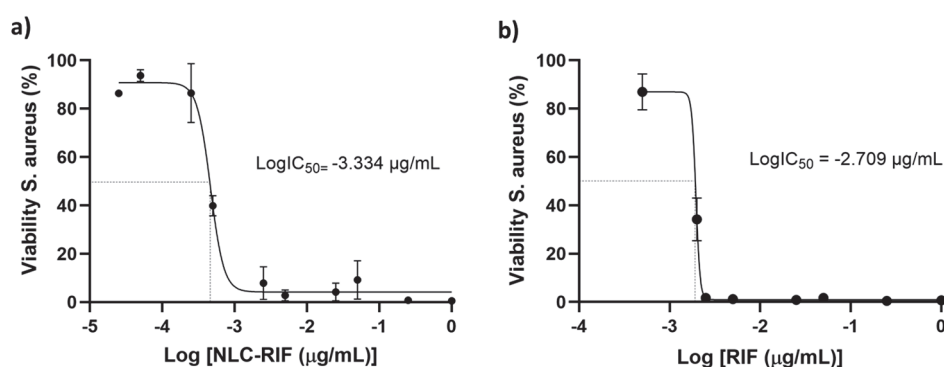 a)
Viability S. aureus (%)
100
80
60
40
20
0
LogIC50= -3.334 μg/mL
-5
-4
-3
-2
-1
0
Log [NLC-RIF (μg/mL)]
b)
Viability S. aureus (%)
100
80
60
40
20
0
LogIC50 = -2.709 μg/mL
-4
-3
-2
-1
0
Log [RIF (μg/mL)]